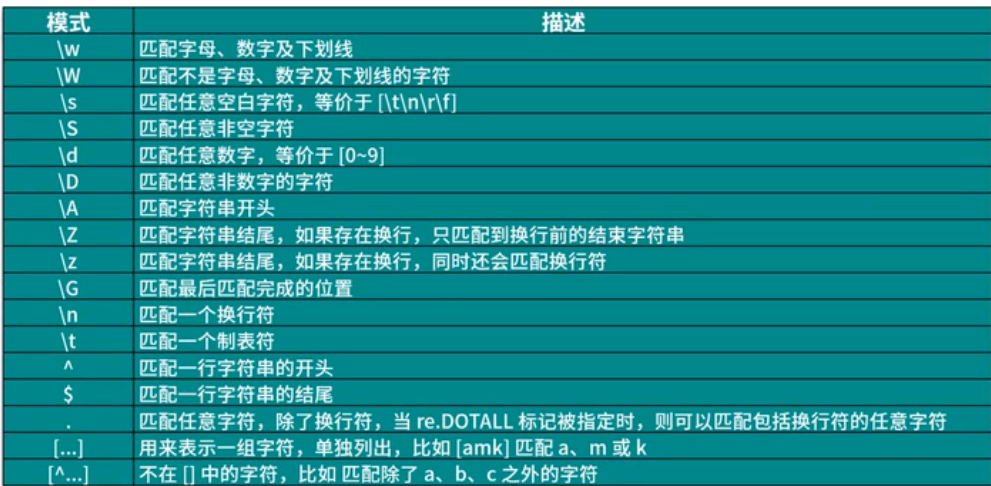 模式 描述
\w 匹配字母、数字及下划线
\W 匹配不是字母、数字及下划线的字符
\s 匹配任意空白字符，等价于 [\t\n\r\f]
\S 匹配任意非空字符
\d 匹配任意数字，等价于 [0~9]
\D 匹配任意非数字的字符
\A 匹配字符串开头
\Z 匹配字符串结尾，如果存在换行，只匹配到换行前的结束字符串
\z 匹配字符串结尾，如果存在换行，同时还会匹配换行符
\G 匹配最后匹配完成的位置
\n 匹配一个换行符
\t 匹配一个制表符
^ 匹配一行字符串的开头
$ 匹配一行字符串的结尾
. 匹配任意字符，除了换行符，当 re.DOTALL 标记被指定时，则可以匹配包括换行符的任意字符
[...] 用来表示一组字符，单独列出，比如 [amk] 匹配 a、m 或 k
[^...] 不在 [] 中的字符，比如 匹配除了 a、b、c 之外的字符